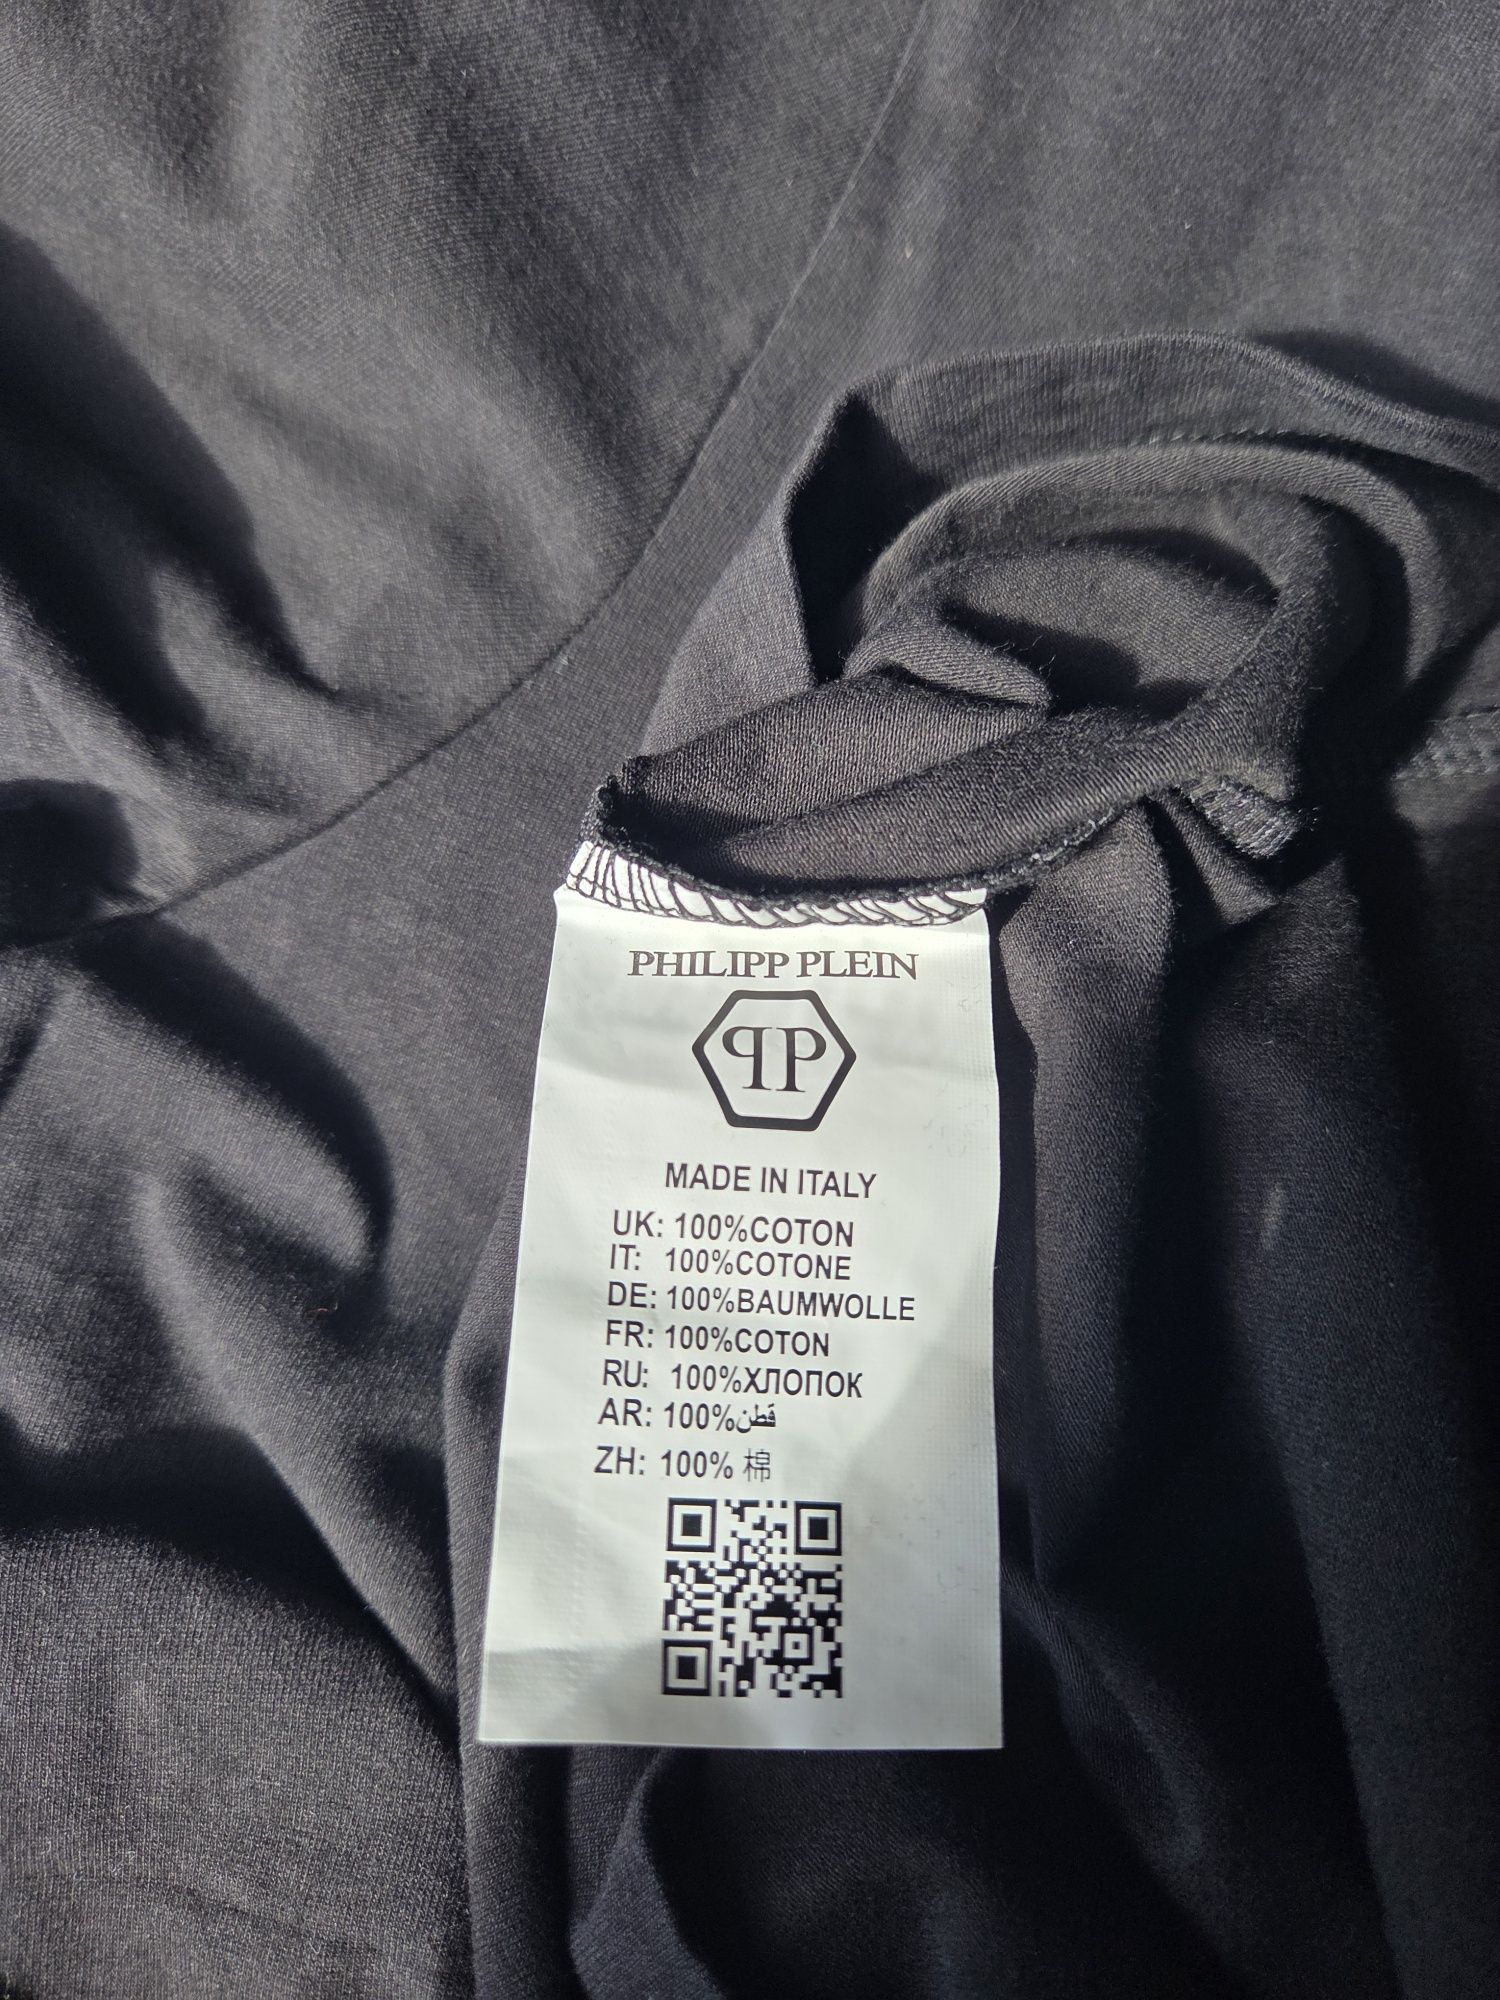 PHILIPP PLEIN
PP
MADE IN ITALY
UK: 100%COTON
IT: 100%COTONE
DE: 100%BAUMWOLLE
FR: 100%COTON
RU: 100%ХЛОПОК
AR: 100%قطن
ZH: 100% 棉